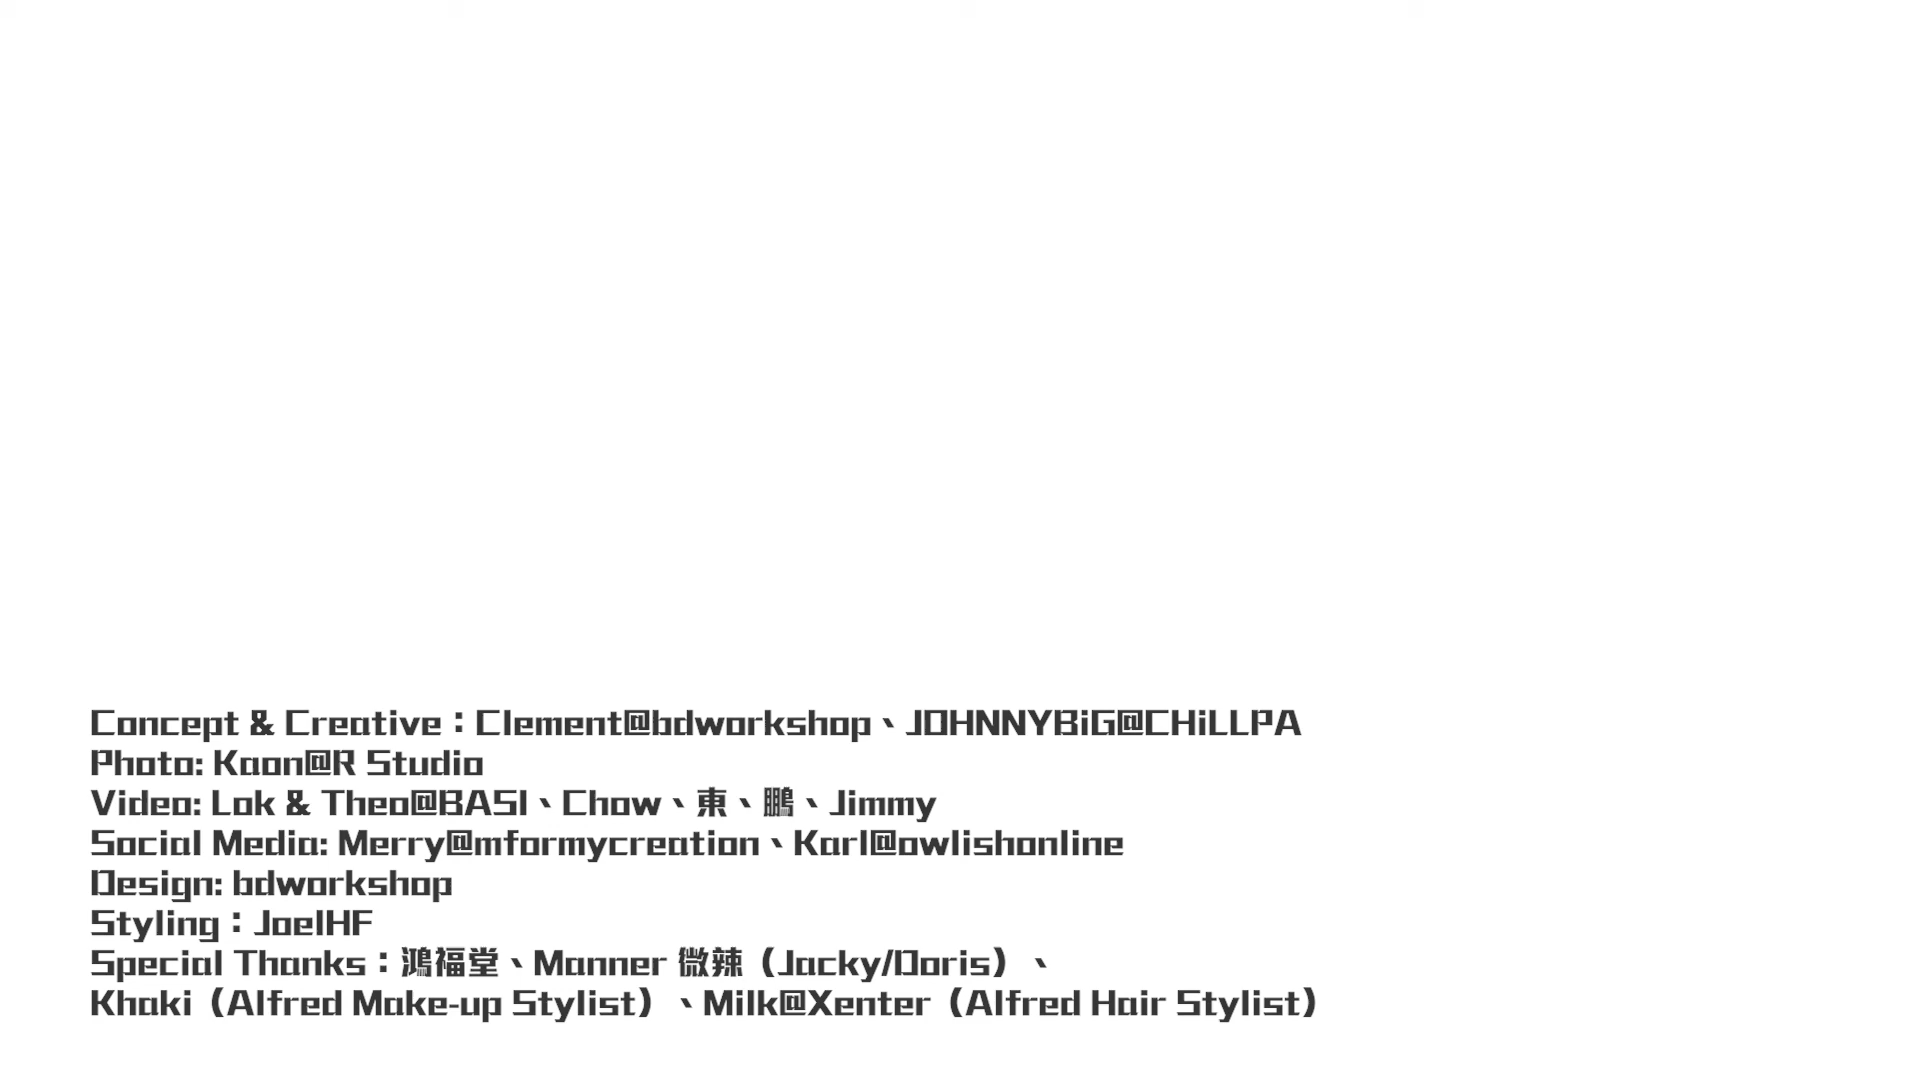 Concept & Creative：Clement@bdworkshop、JOHNNYBiG@CHiLLPA
Photo: Kaon@R Studio
Video: Lok & Theo@BASI、Chow、東、鵬、Jimmy
Social Media: Merry@mformycreation、Karl@owlishonline
Design: bdworkshop
Styling：JoelHF
Special Thanks：鴻福堂、Manner 微辣（Jacky/Doris）、
Khaki（Alfred Make-up Stylist）、Milk@Xenter（Alfred Hair Stylist）